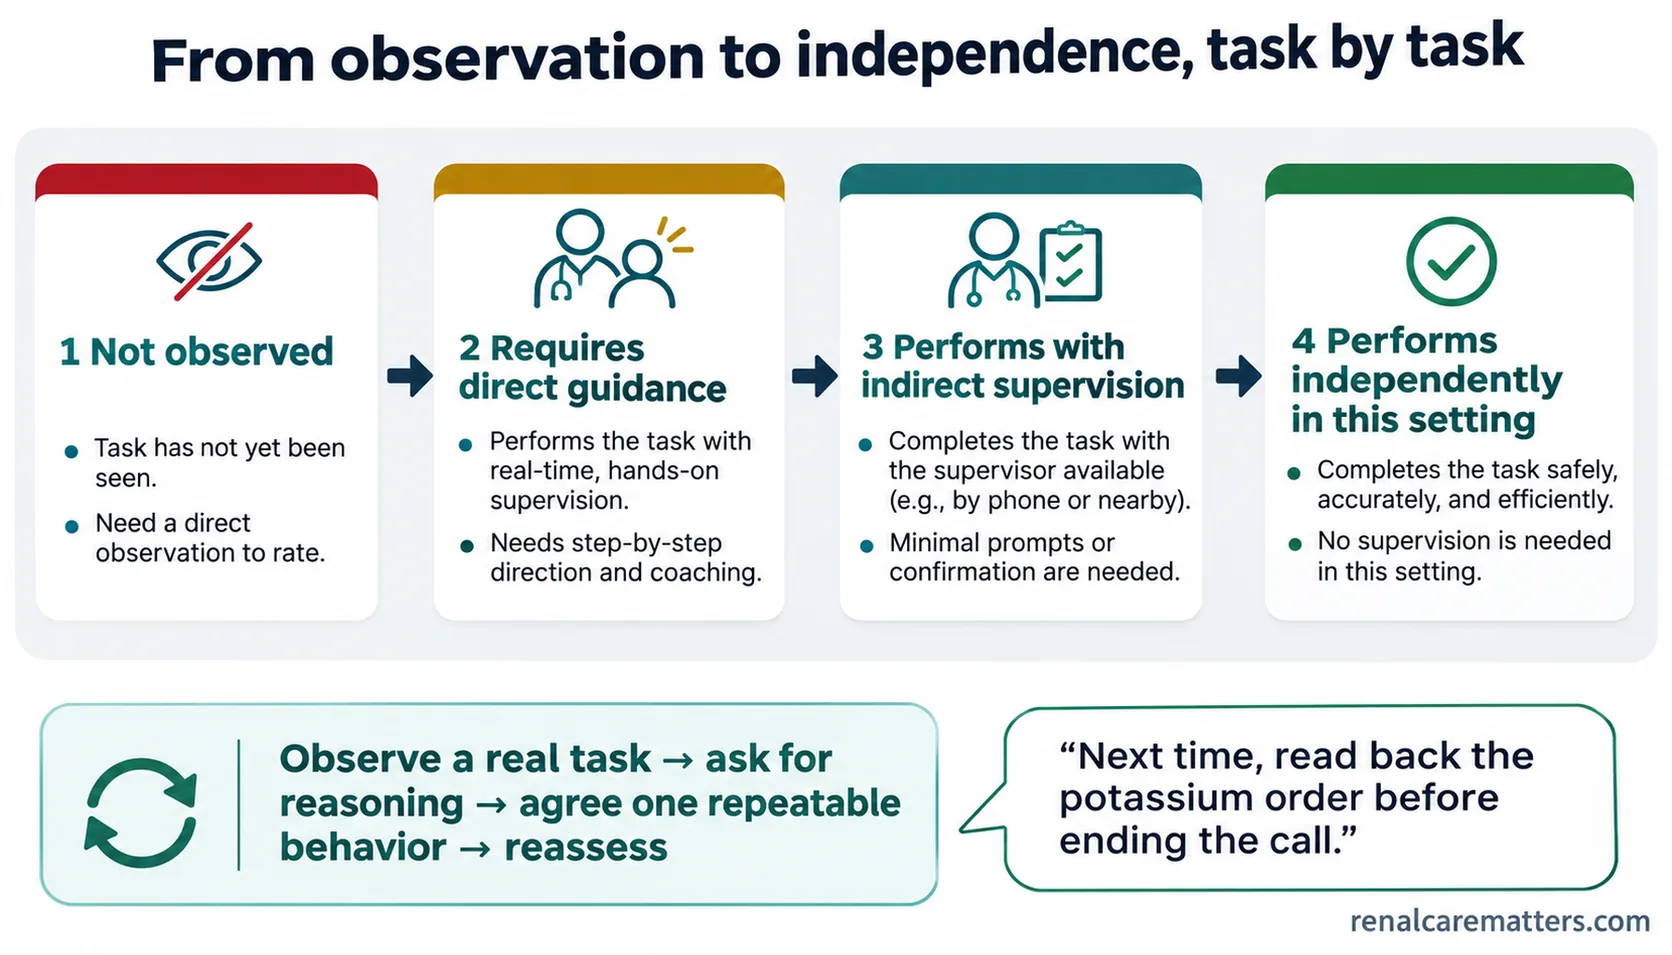 From observation to independence, task by task
1 Not observed
• Task has not yet been
seen.
• Need a direct
observation to rate.
2 Requires
direct guidance
• Performs the task with
real-time, hands-on
supervision.
• Needs step-by-step
direction and coaching.
3 Performs with
indirect supervision
• Completes the task with
the supervisor available
(e.g., by phone or nearby).
• Minimal prompts or
confirmation are needed.
4 Performs
independently
in this setting
• Completes the task safely,
accurately, and efficiently.
• No supervision is needed
in this setting.
Observe a real task → ask for
reasoning → agree one repeatable
behavior → reassess
“Next time, read back the
potassium order before
ending the call.”
renalcarematters.com